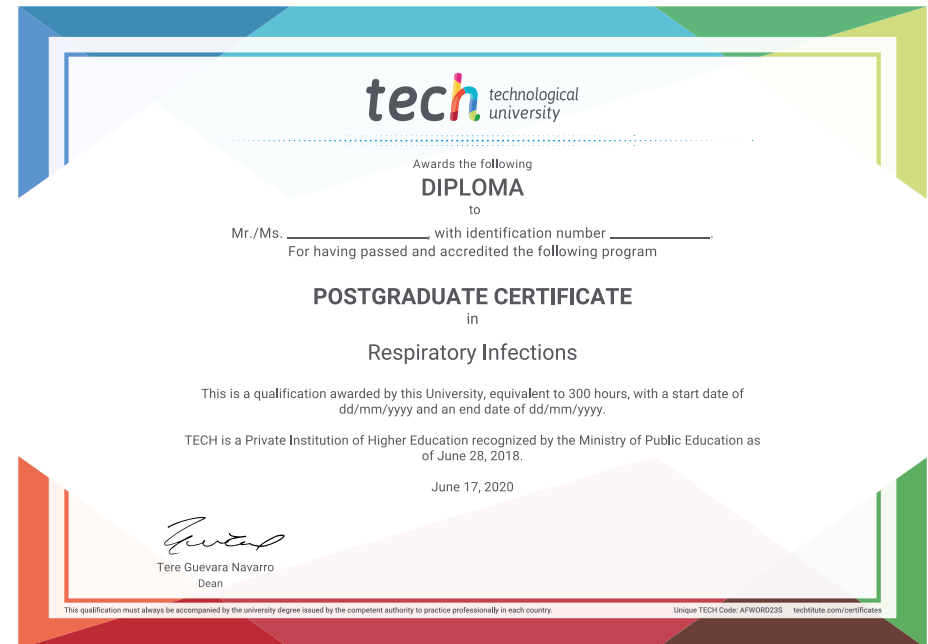 tech technological
university
Awards the following
DIPLOMA
to
Mr./Ms. ____________________, with identification number ______________.
For having passed and accredited the following program
POSTGRADUATE CERTIFICATE
in
Respiratory Infections
This is a qualification awarded by this University, equivalent to 300 hours, with a start date of
dd/mm/yyyy and an end date of dd/mm/yyyy.
TECH is a Private Institution of Higher Education recognized by the Ministry of Public Education as
of June 28, 2018.
June 17, 2020
Tere Guevara Navarro
Dean
This qualification must always be accompanied by the university degree issued by the competent authority to practice professionally in each country. Unique TECH Code: AFWORD23S techtitute.com/certificates